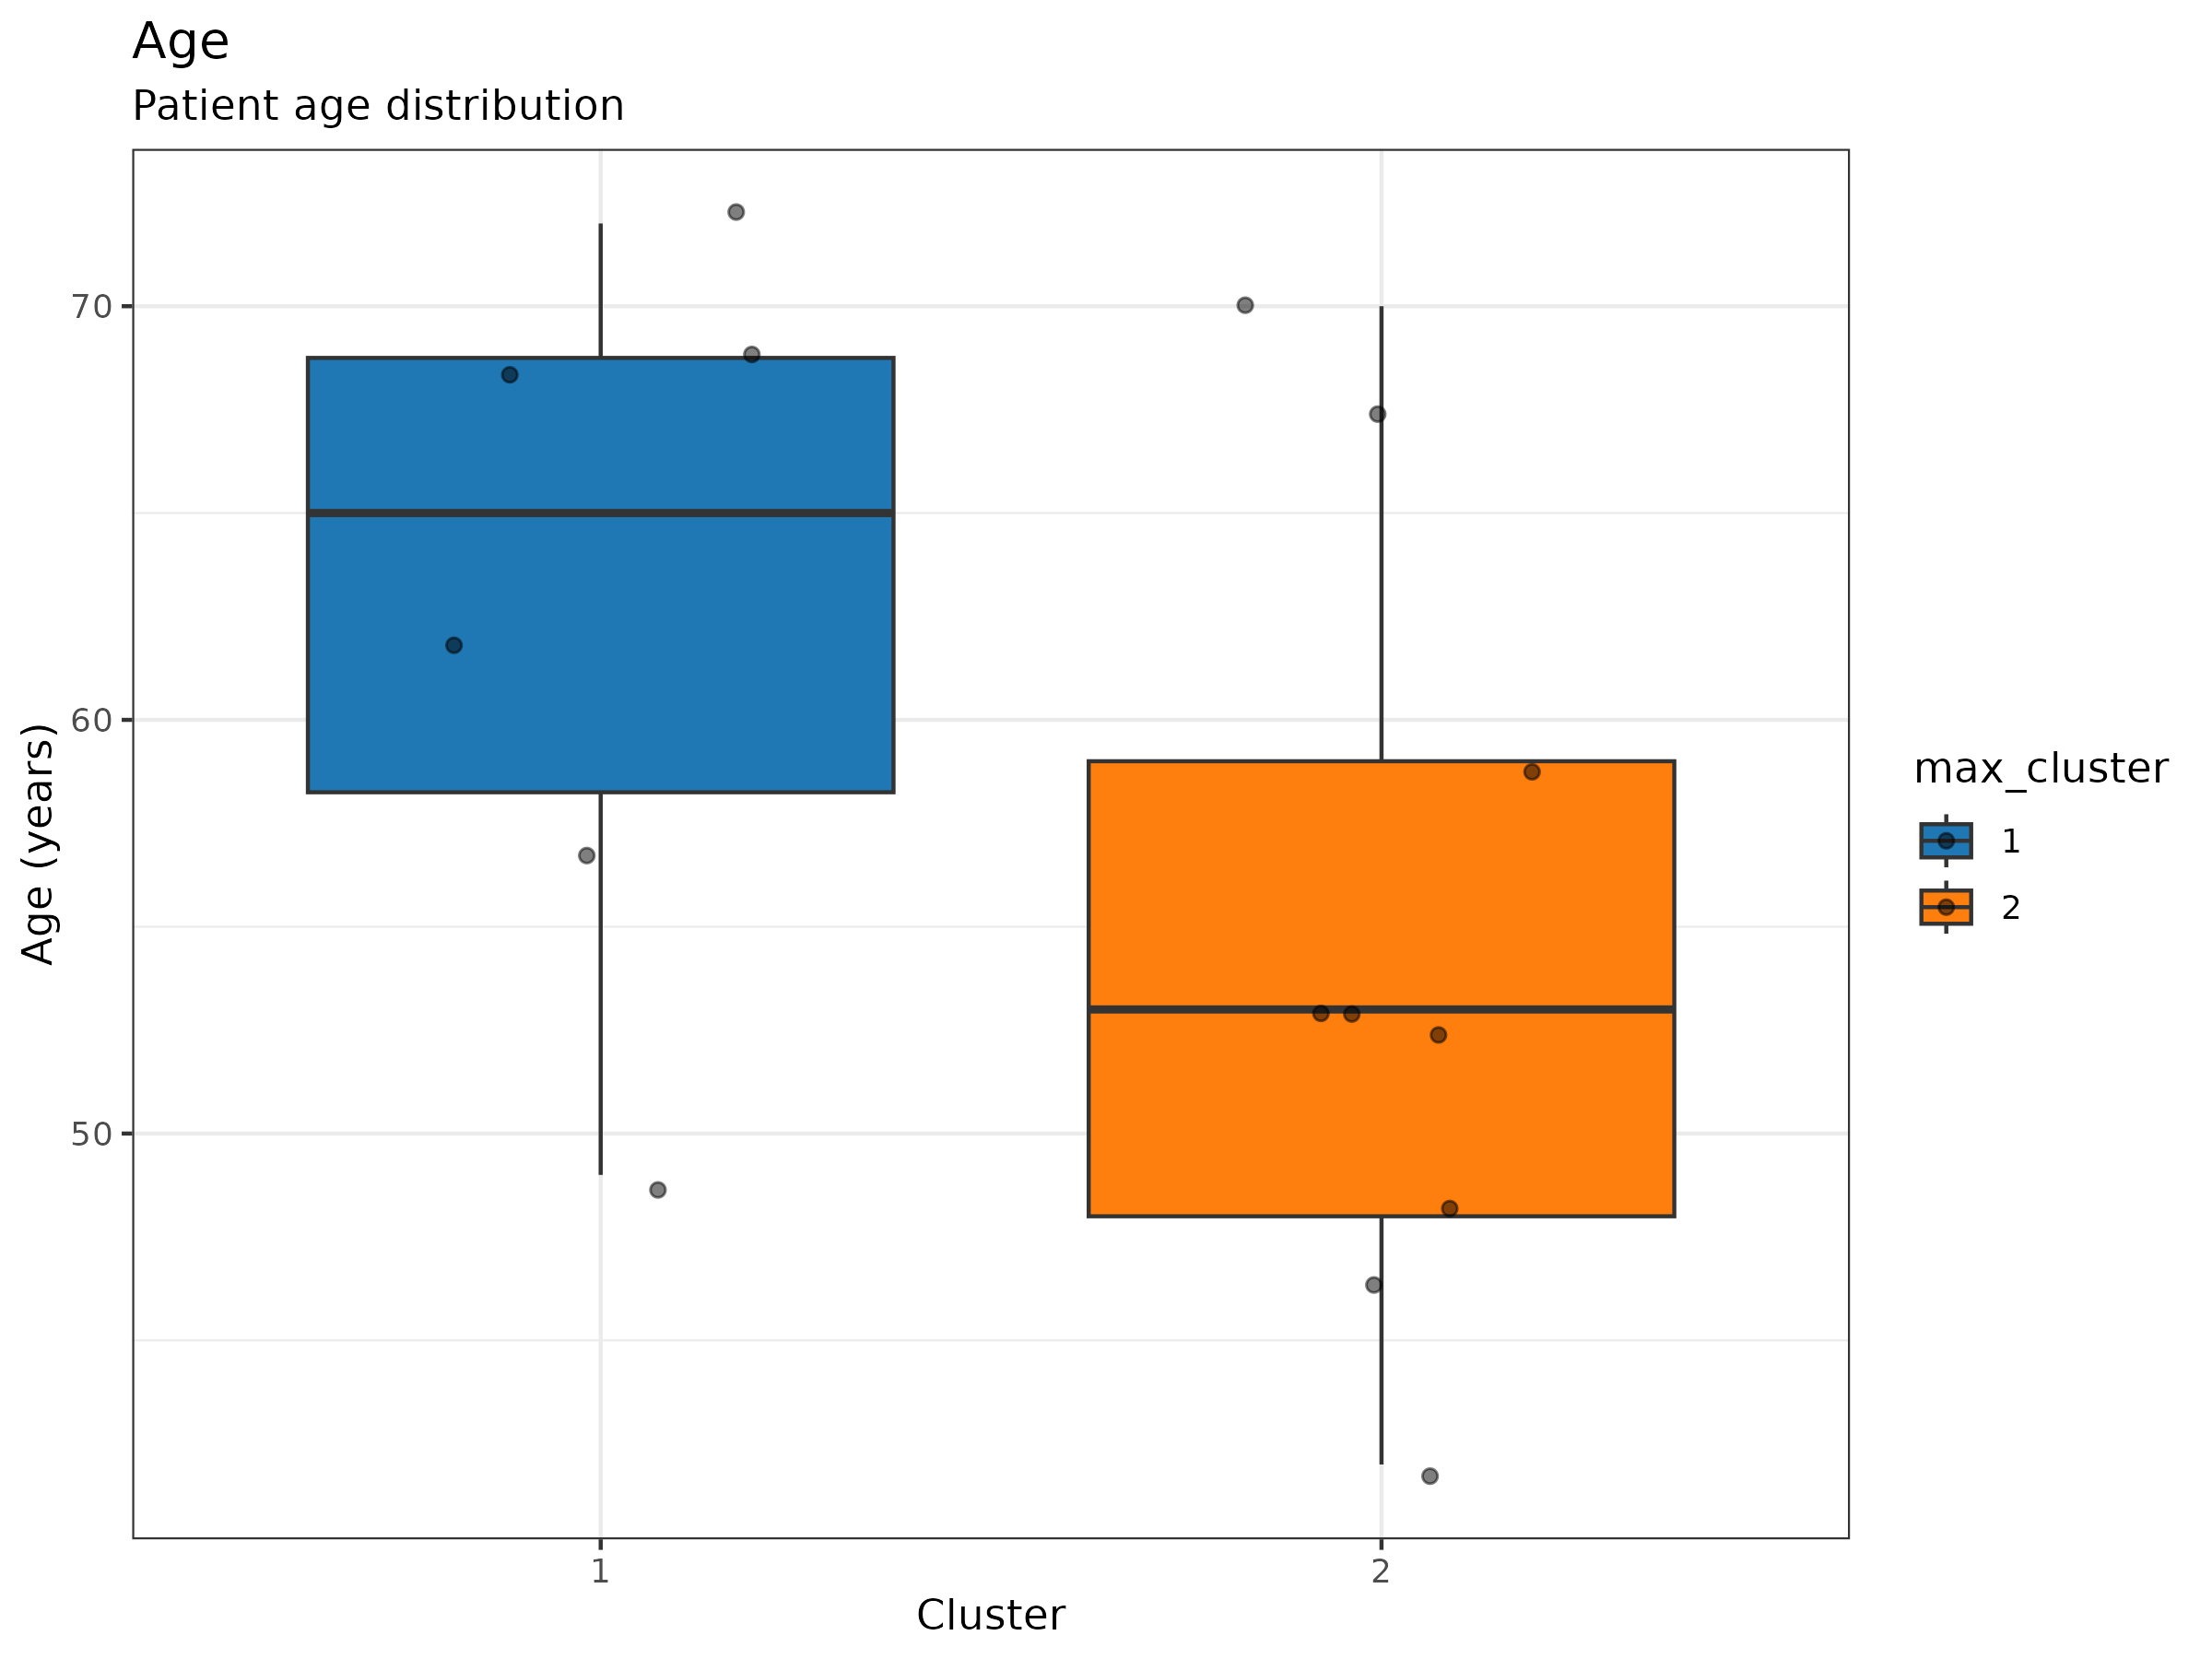 Age
Patient age distribution
70
60
50
Age (years)
1
2
Cluster
max_cluster
1
2